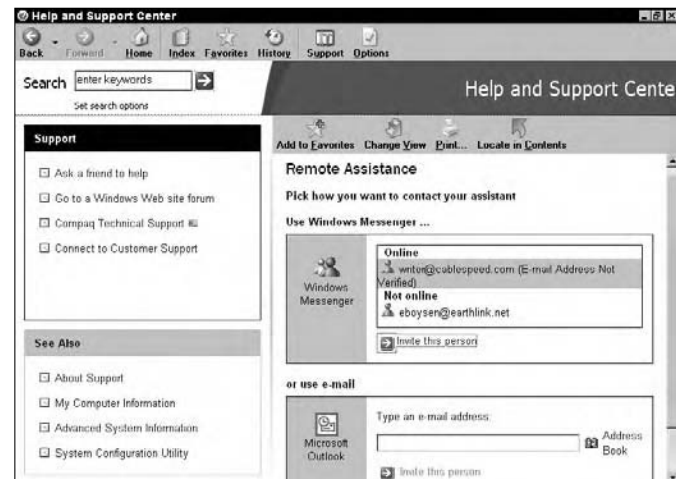 Help and Support Center
Back Forward Home Index Favorites History Support Options
Search enter keywords
Set search options
Help and Support Cente
Support
Ask a friend to help
Go to a Windows Web site forum
Compaq Technical Support
Connect to Customer Support
See Also
About Support
My Computer Information
Advanced System Information
System Configuration Utility
Add to Favorites Change View Print... Locate in Contents
Remote Assistance
Pick how you want to contact your assistant
Use Windows Messenger ...
Windows
Messenger
Online
writer@cablespeed.com (E-mail Address Not
Verified)
Not online
eboysen@earthlink.net
Invite this person
or use e-mail
Microsoft
Outlook
Type an e-mail address:
Address
Book
Invite this person